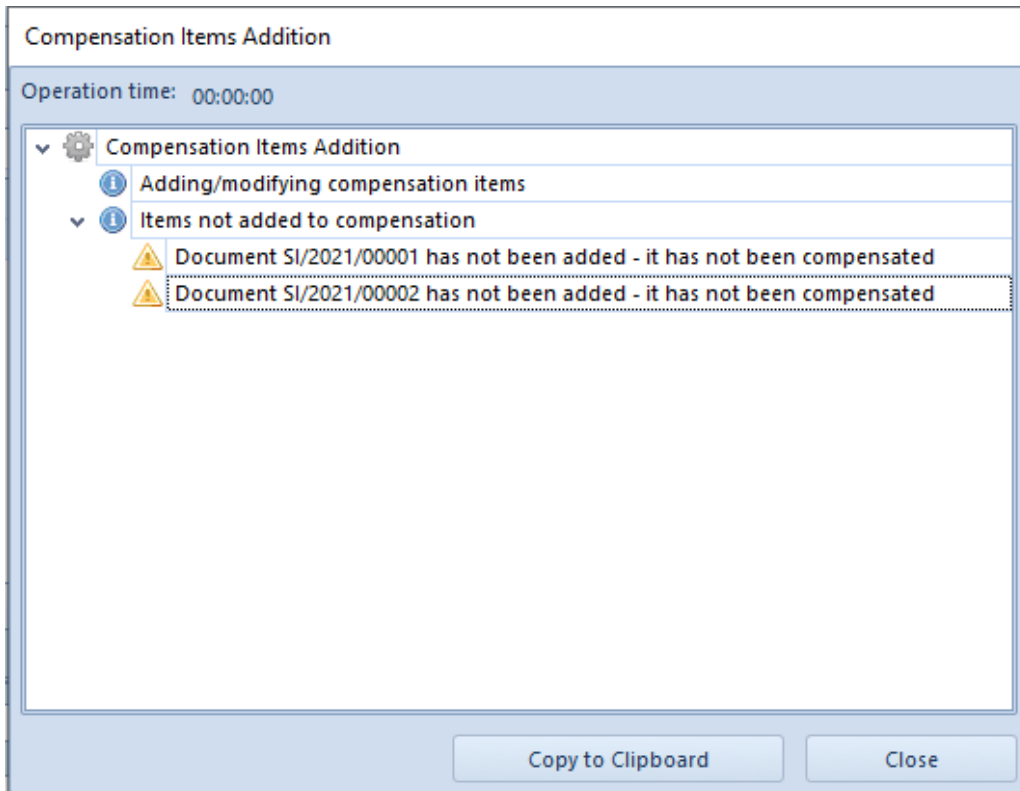 Compensation Items Addition
Operation time: 00:00:00
Compensation Items Addition
Adding/modifying compensation items
Items not added to compensation
Document SI/2021/00001 has not been added - it has not been compensated
Document SI/2021/00002 has not been added - it has not been compensated
Copy to Clipboard
Close